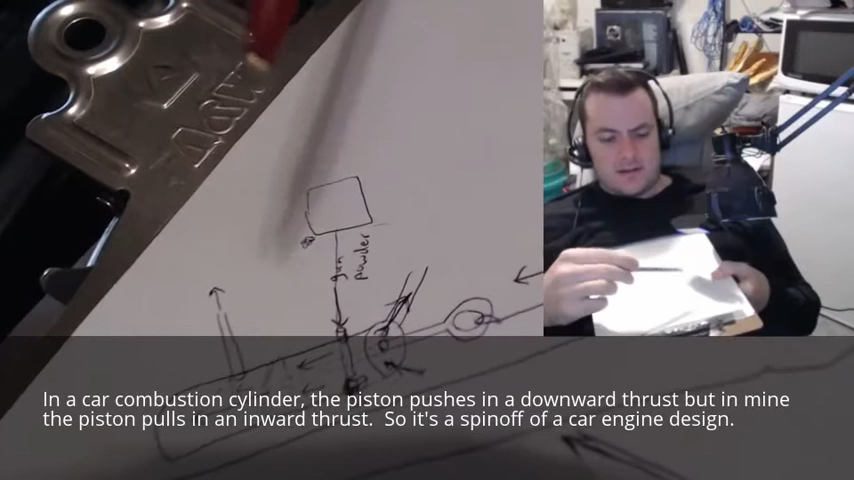 gun
powder
In a car combustion cylinder, the piston pushes in a downward thrust but in mine
the piston pulls in an inward thrust.  So it's a spinoff of a car engine design.